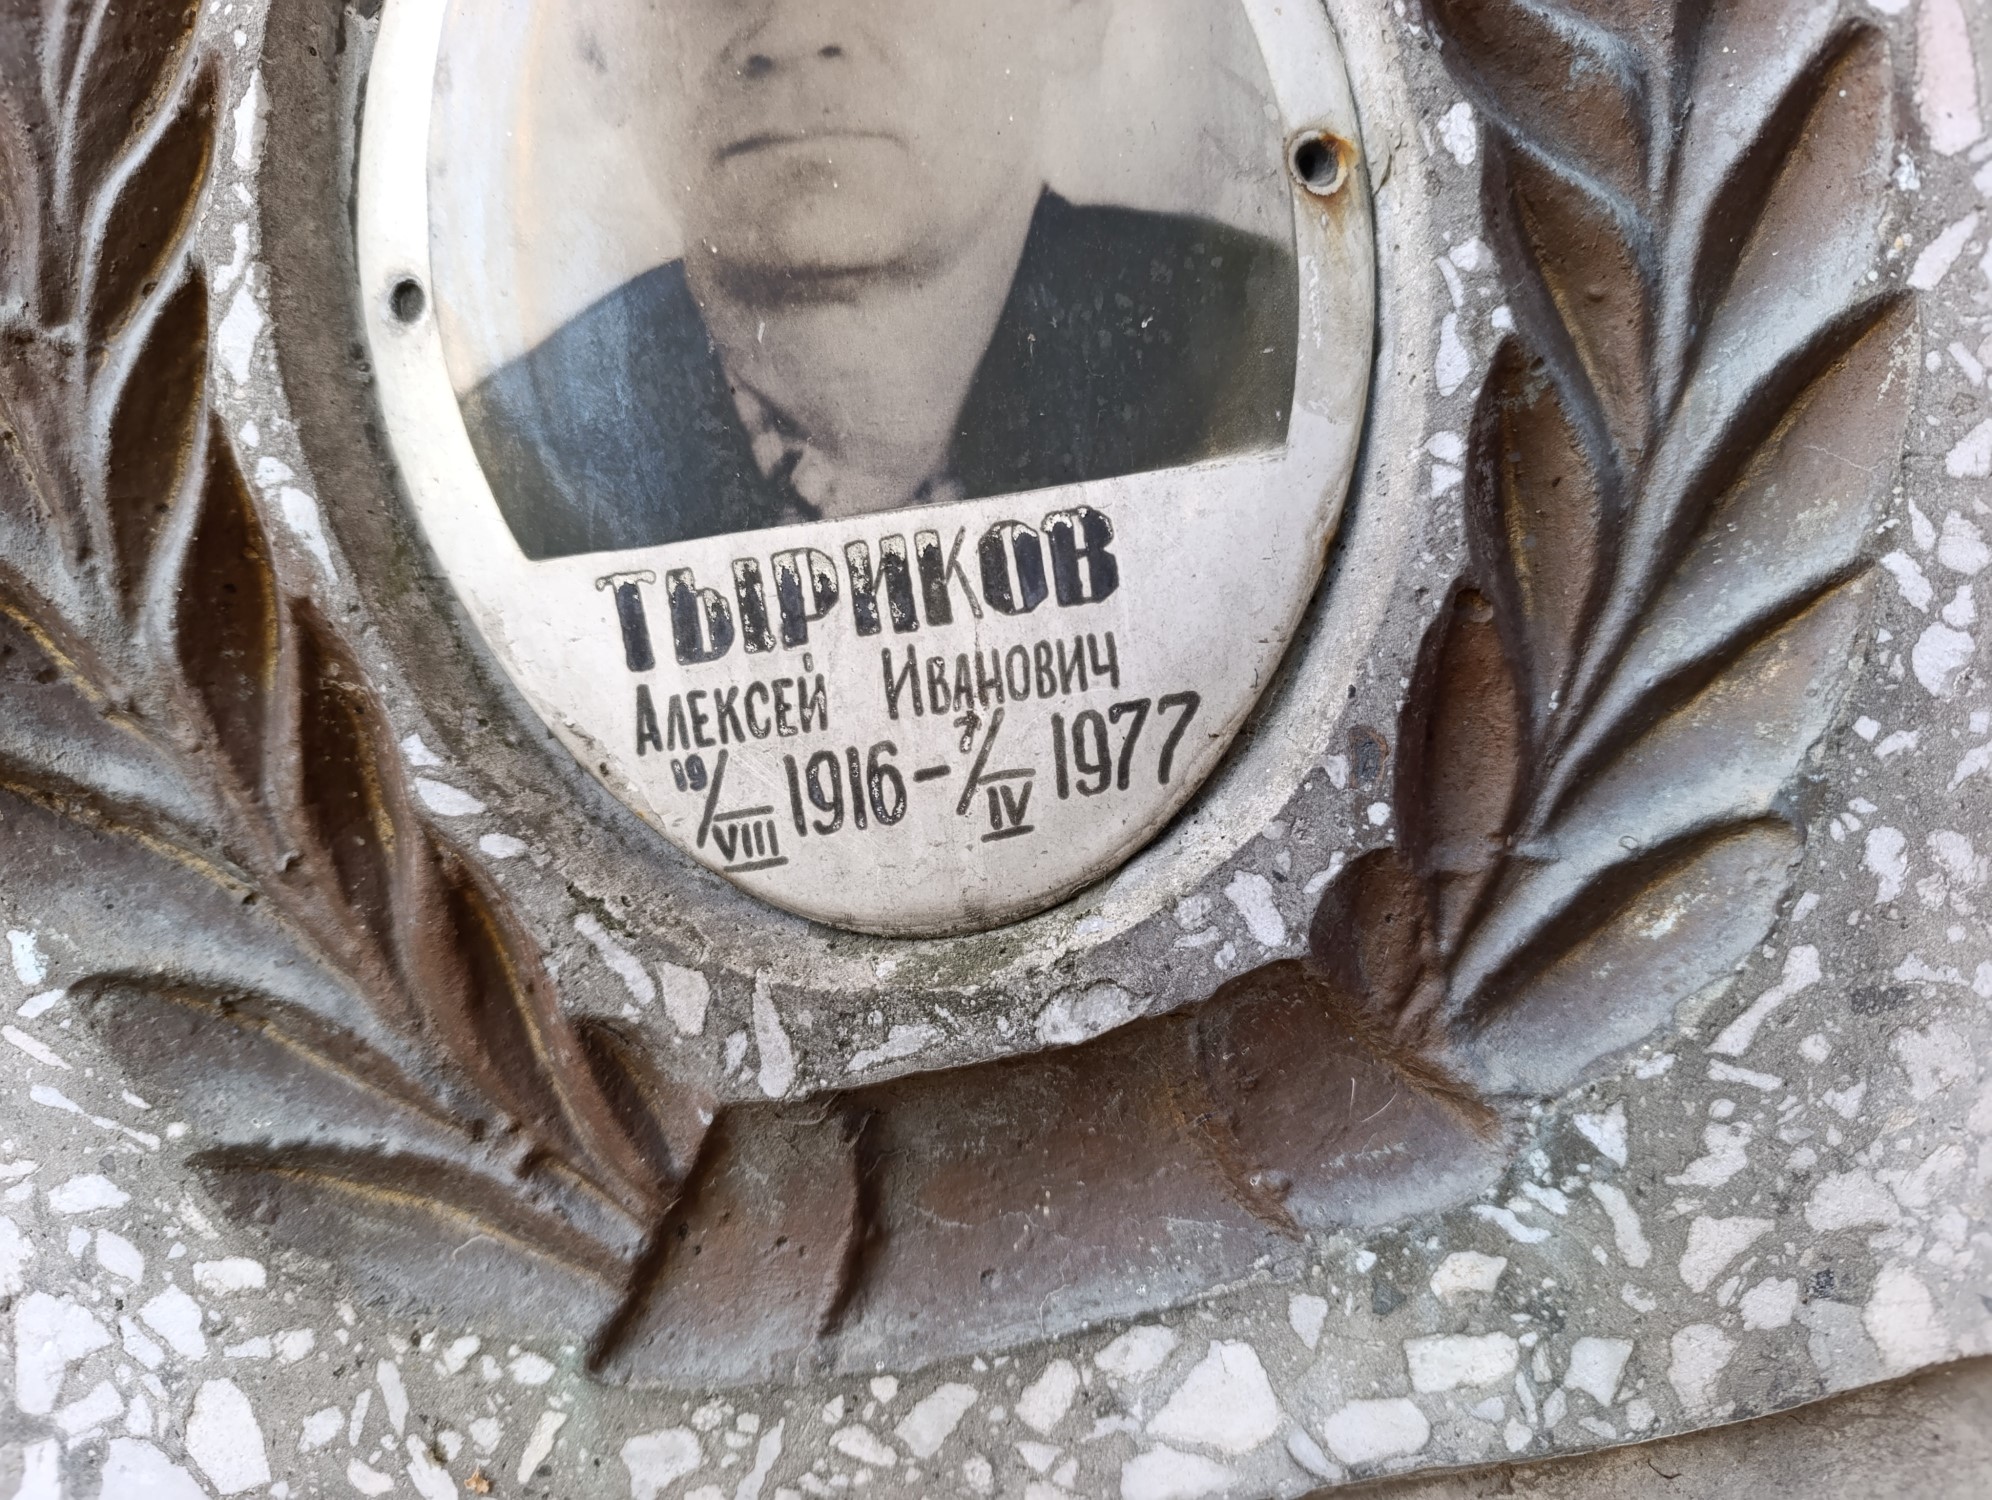 ТЫРИКОВ
АЛЕКСЕЙ ИВАНОВИЧ
19/VIII 1916 - 7/IV 1977